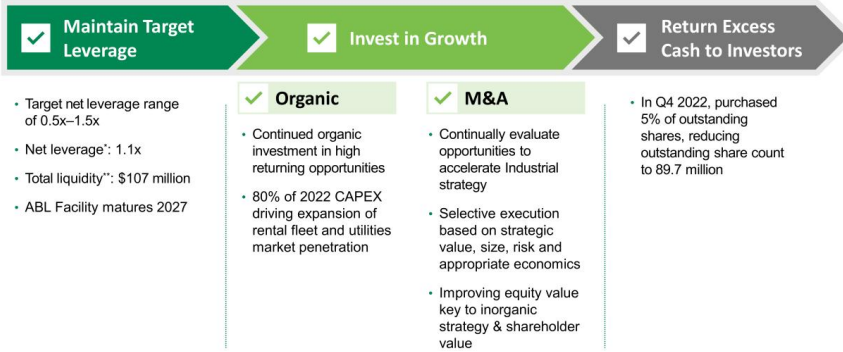 Maintain Target
Leverage
Invest in Growth
Return Excess
Cash to Investors
• Target net leverage range
of 0.5x–1.5x
• Net leverage*: 1.1x
• Total liquidity**: $107 million
• ABL Facility matures 2027
Organic
• Continued organic
investment in high
returning opportunities
• 80% of 2022 CAPEX
driving expansion of
rental fleet and utilities
market penetration
M&A
• Continually evaluate
opportunities to
accelerate Industrial
strategy
• Selective execution
based on strategic
value, size, risk and
appropriate economics
• Improving equity value
key to inorganic
strategy & shareholder
value
• In Q4 2022, purchased
5% of outstanding
shares, reducing
outstanding share count
to 89.7 million